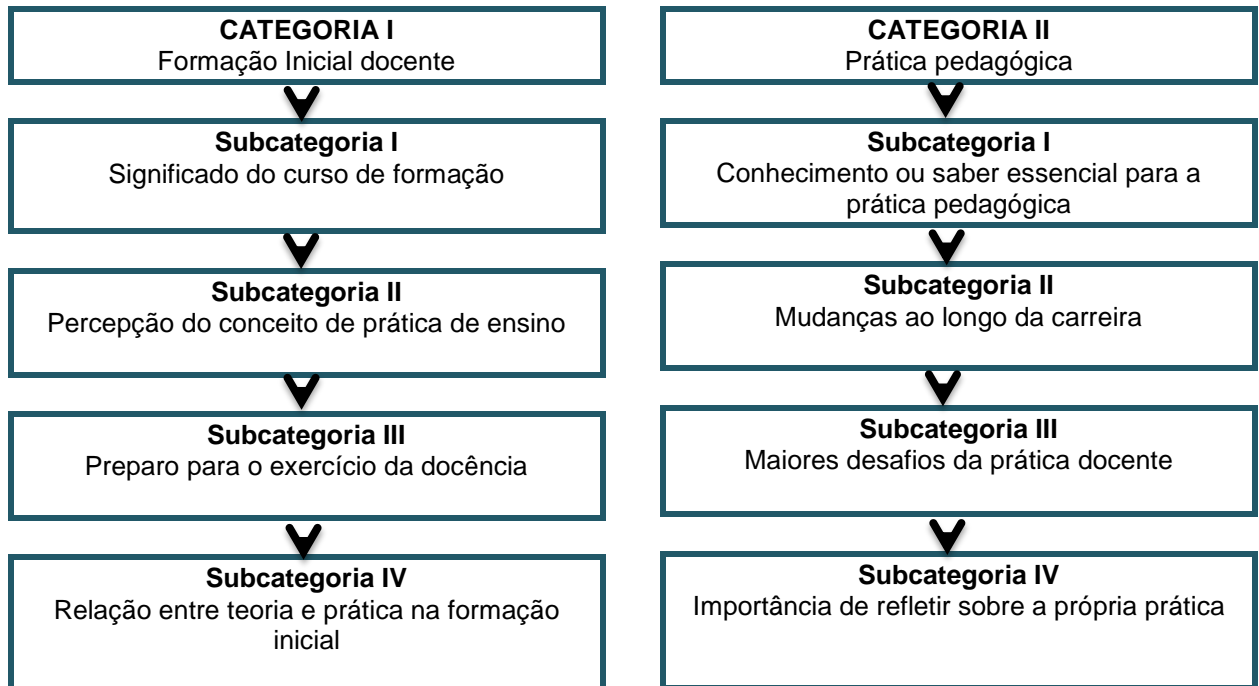 CATEGORIA I
Formação Inicial docente
Subcategoria I
Significado do curso de formação
Subcategoria II
Percepção do conceito de prática de ensino
Subcategoria III
Preparo para o exercício da docência
Subcategoria IV
Relação entre teoria e prática na formação
inicial
CATEGORIA II
Prática pedagógica
Subcategoria I
Conhecimento ou saber essencial para a
prática pedagógica
Subcategoria II
Mudanças ao longo da carreira
Subcategoria III
Maiores desafios da prática docente
Subcategoria IV
Importância de refletir sobre a própria prática